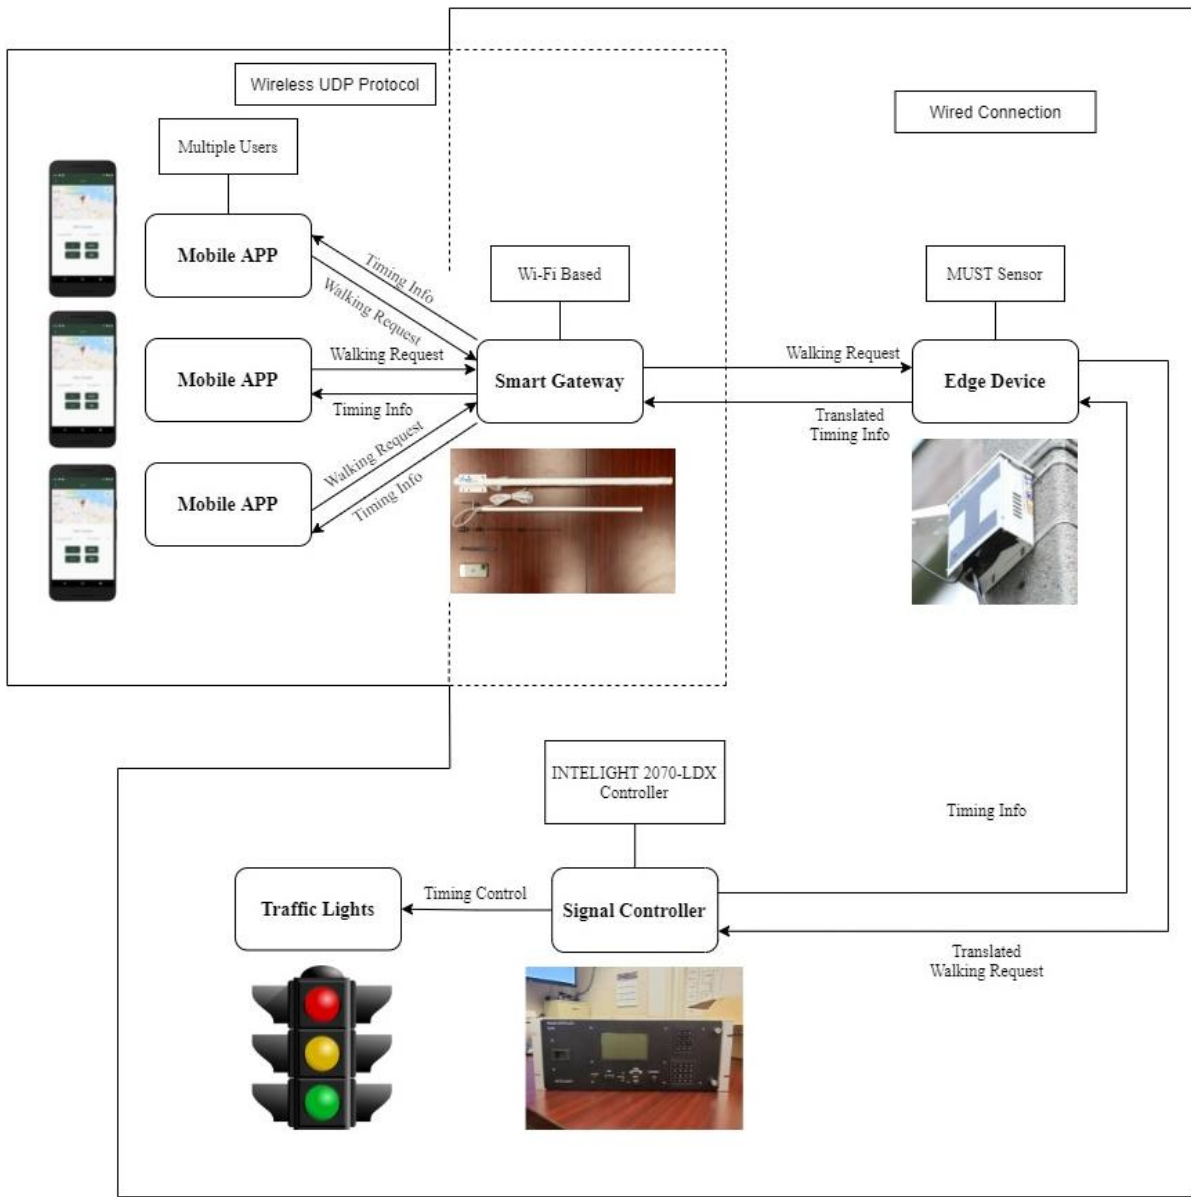 Wireless UDP Protocol
Wired Connection
Multiple Users
Mobile APP
Timing Info
Walking Request
Wi-Fi Based
MUST Sensor
Mobile APP
Walking Request
Timing Info
Smart Gateway
Walking Request
Translated
Timing Info
Edge Device
Mobile APP
Walking Request
Timing Info
INTELIGHT 2070-LDX
Controller
Timing Info
Traffic Lights
Timing Control
Signal Controller
Translated
Walking Request